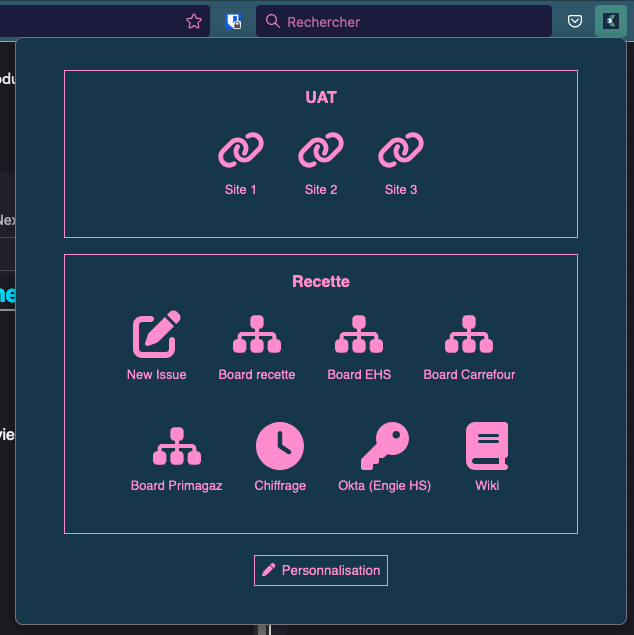 Rechercher
odu
UAT
Site 1 Site 2 Site 3
Nex
Recette
ne
New Issue Board recette Board EHS Board Carrefour
vie
Board Primagaz Chiffrage Okta (Engie HS) Wiki
Personnalisation